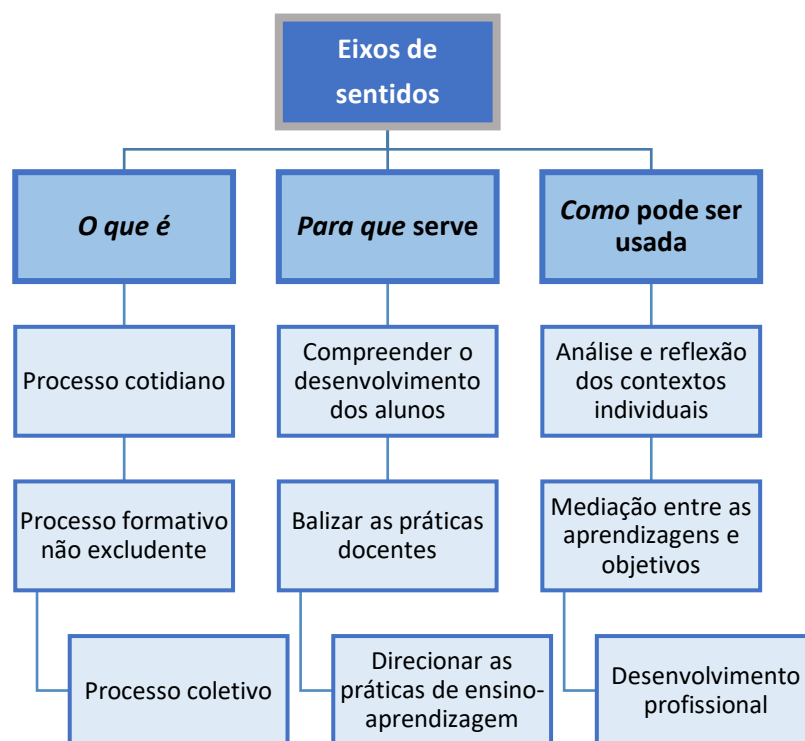 Eixos de
sentidos
O que é
Para que serve
Como pode ser
usada
Processo cotidiano
Compreender o
desenvolvimento
dos alunos
Análise e reflexão
dos contextos
individuais
Processo formativo
não excludente
Balizar as práticas
docentes
Mediação entre as
aprendizagens e
objetivos
Processo coletivo
Direcionar as
práticas de ensino-
aprendizagem
Desenvolvimento
profissional